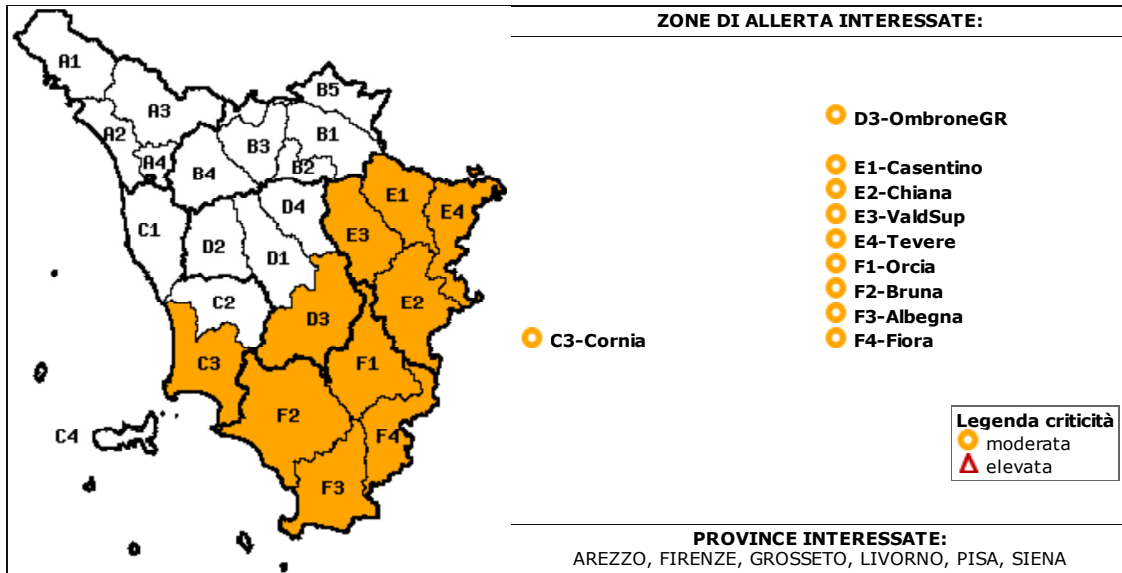 ZONE DI ALLERTA INTERESSATE:
A1
A3
B5
A2
B3
B1
A4
B4
B2
E1
D4
E4
C1
D2
E3
D1
C2
E2
D3
C3
F1
F2
C4
F4
F3
D3-OmbroneGR
E1-Casentino
E2-Chiana
E3-ValdSup
E4-Tevere
F1-Orcia
F2-Bruna
F3-Albegna
C3-Cornia
F4-Fiora
Legenda criticità
moderata
elevata
PROVINCE INTERESSATE:
AREZZO, FIRENZE, GROSSETO, LIVORNO, PISA, SIENA